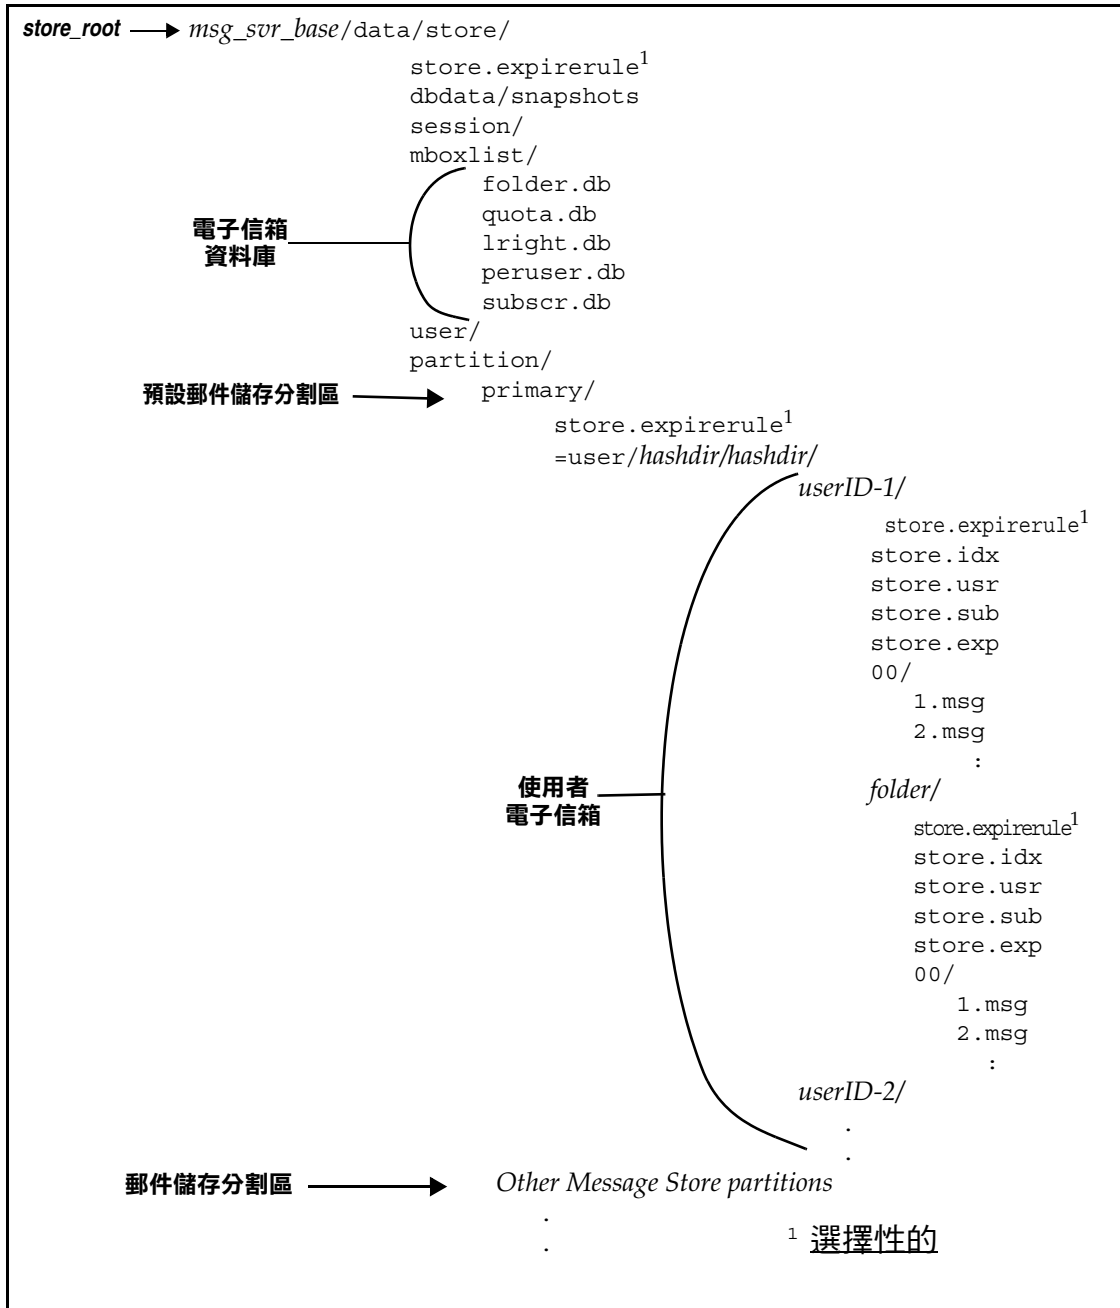 store_root msg_svr_base/data/store/
store.expirerule1
dbdata/snapshots
session/
mboxlist/
folder.db
quota.db
電子信箱
資料庫
lright.db
peruser.db
subscr.db
user/
partition/
預設郵件儲存分割區 primary/
store.expirerule1
=user/hashdir/hashdir/
userID-1/
store.expirerule1
store.idx
store.usr
store.sub
store.exp
00/
1.msg
2.msg
:
使用者
電子信箱
folder/
store.expirerule1
store.idx
store.usr
store.sub
store.exp
00/
1.msg
2.msg
:
userID-2/
.
.
郵件儲存分割區 Other Message Store partitions
.
.
1 選擇性的